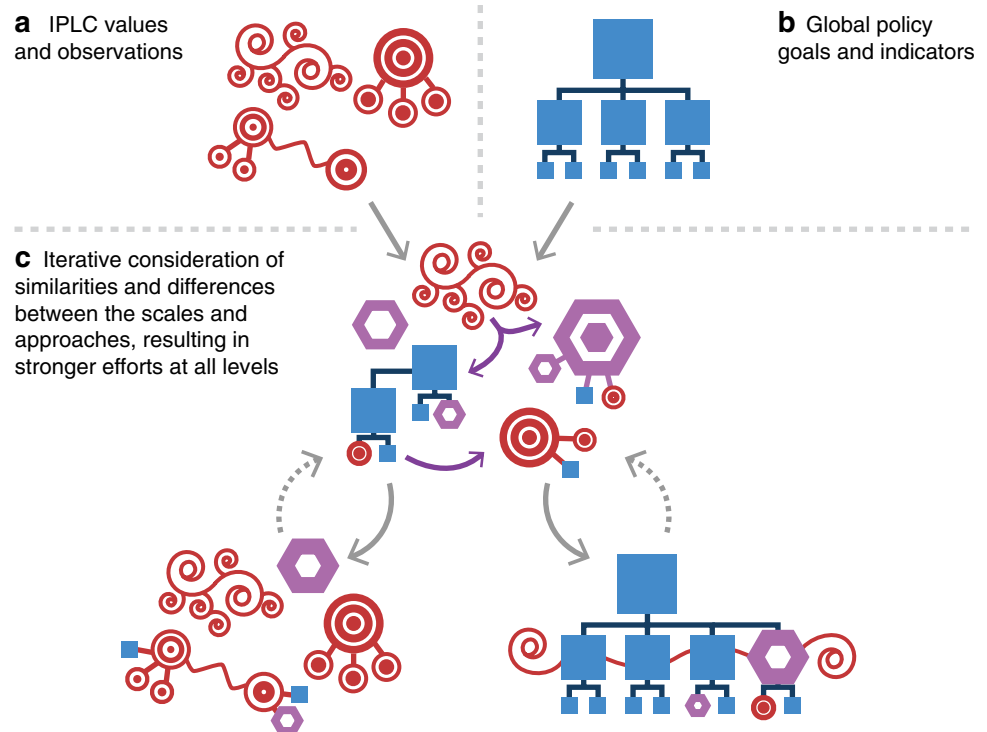 a IPLC values
and observations
b Global policy
goals and indicators
c Iterative consideration of
similarities and differences
between the scales and
approaches, resulting in
stronger efforts at all levels